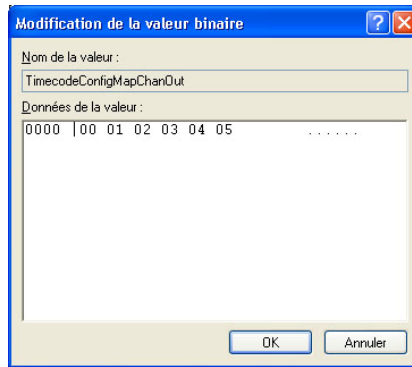 Modification de la valeur binaire
Nom de la valeur :
TimecodeConfigMapChanOut
Données de la valeur :
0000 00 01 02 03 04 05 ......
OK Annuler